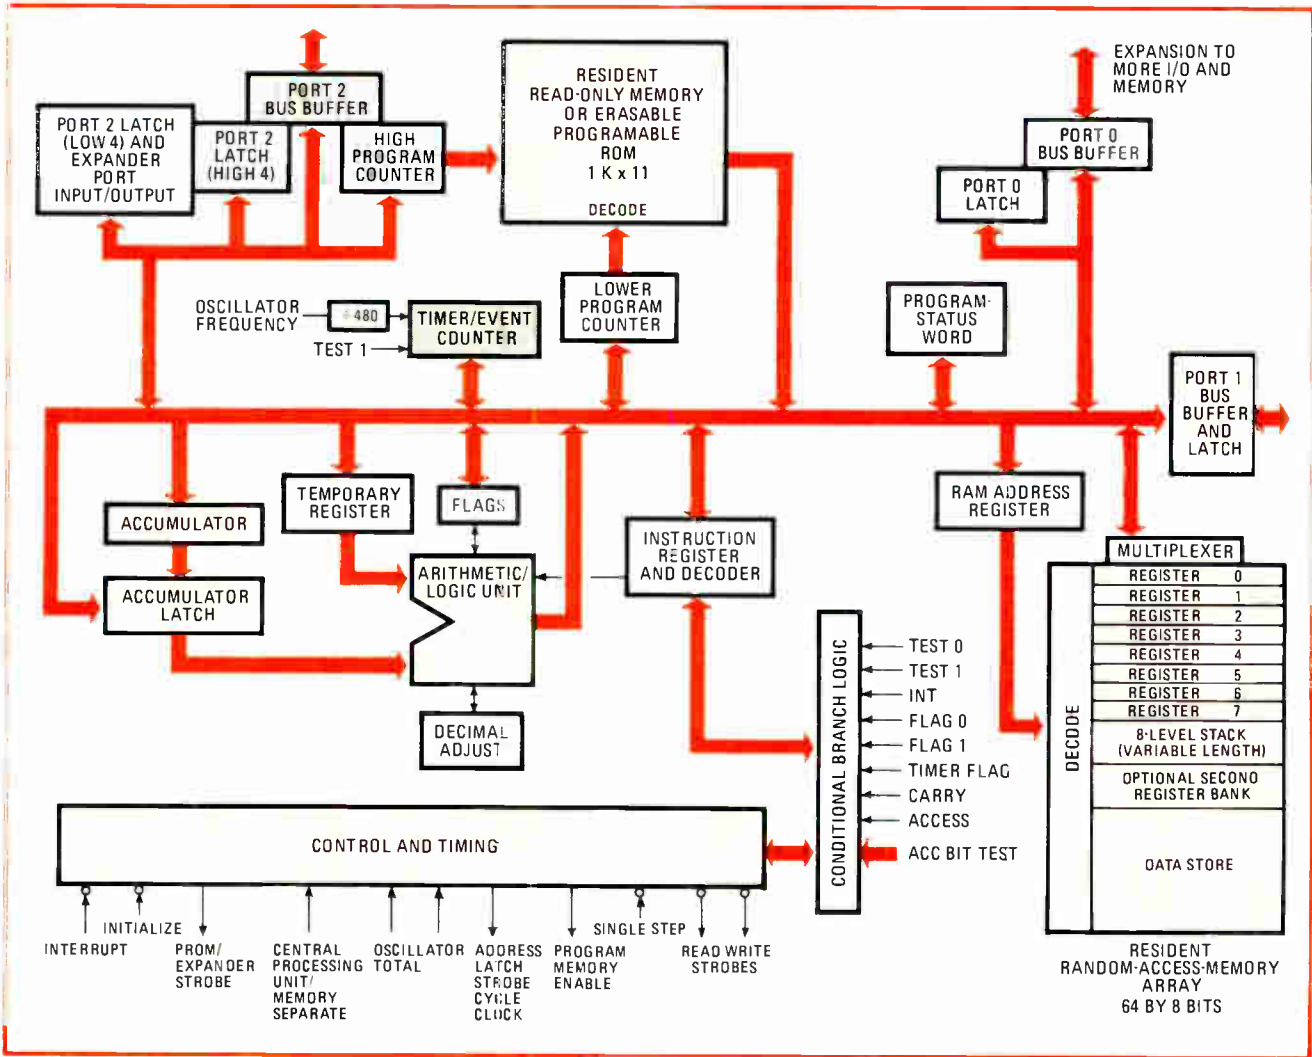 PORT 2
BUS BUFFER
PORT 2 LATCH
(LOW 4) AND
EXPANDER
PORT
INPUT/OUTPUT
PORT 2
LATCH
(HIGH 4)
HIGH
PROGRAM
COUNTER
RESIDENT
READ-ONLY MEMORY
OR ERASABLE
PROGRAMABLE
ROM
1 K x 11
DECODE
EXPANSION TO
MORE I/O AND
MEMORY
PORT 0
BUS BUFFER
PORT 0
LATCH
OSCILLATOR
FREQUENCY
480
TIMER/EVENT
COUNTER
TEST 1
LOWER
PROGRAM
COUNTER
PROGRAM-
STATUS
WORD
PORT 1
BUS
BUFFER
AND
LATCH
ACCUMULATOR
ACCUMULATOR
LATCH
TEMPORARY
REGISTER
FLAGS
ARITHMETIC/
LOGIC UNIT
DECIMAL
ADJUST
INSTRUCTION
REGISTER
AND DECODER
RAM ADDRESS
REGISTER
MULTIPLEXER
DECODE
REGISTER 0
REGISTER 1
REGISTER 2
REGISTER 3
REGISTER 4
REGISTER 5
REGISTER 6
REGISTER 7
8-LEVEL STACK
(VARIABLE LENGTH)
OPTIONAL SECOND
REGISTER BANK
DATA STORE
RESIDENT
RANDOM-ACCESS-MEMORY
ARRAY
64 BY 8 BITS
CONDITIONAL BRANCH LOGIC
TEST 0
TEST 1
INT
FLAG 0
FLAG 1
TIMER FLAG
CARRY
ACCESS
ACC BIT TEST
CONTROL AND TIMING
INTERRUPT
INITIALIZE
PROM/
EXPANDER
STROBE
CENTRAL
PROCESSING
UNIT/
MEMORY
SEPARATE
OSCILLATOR
TOTAL
ADDRESS
LATCH
STROBE
CYCLE
CLOCK
PROGRAM
MEMORY
ENABLE
SINGLE STEP
READ WRITE
STROBES